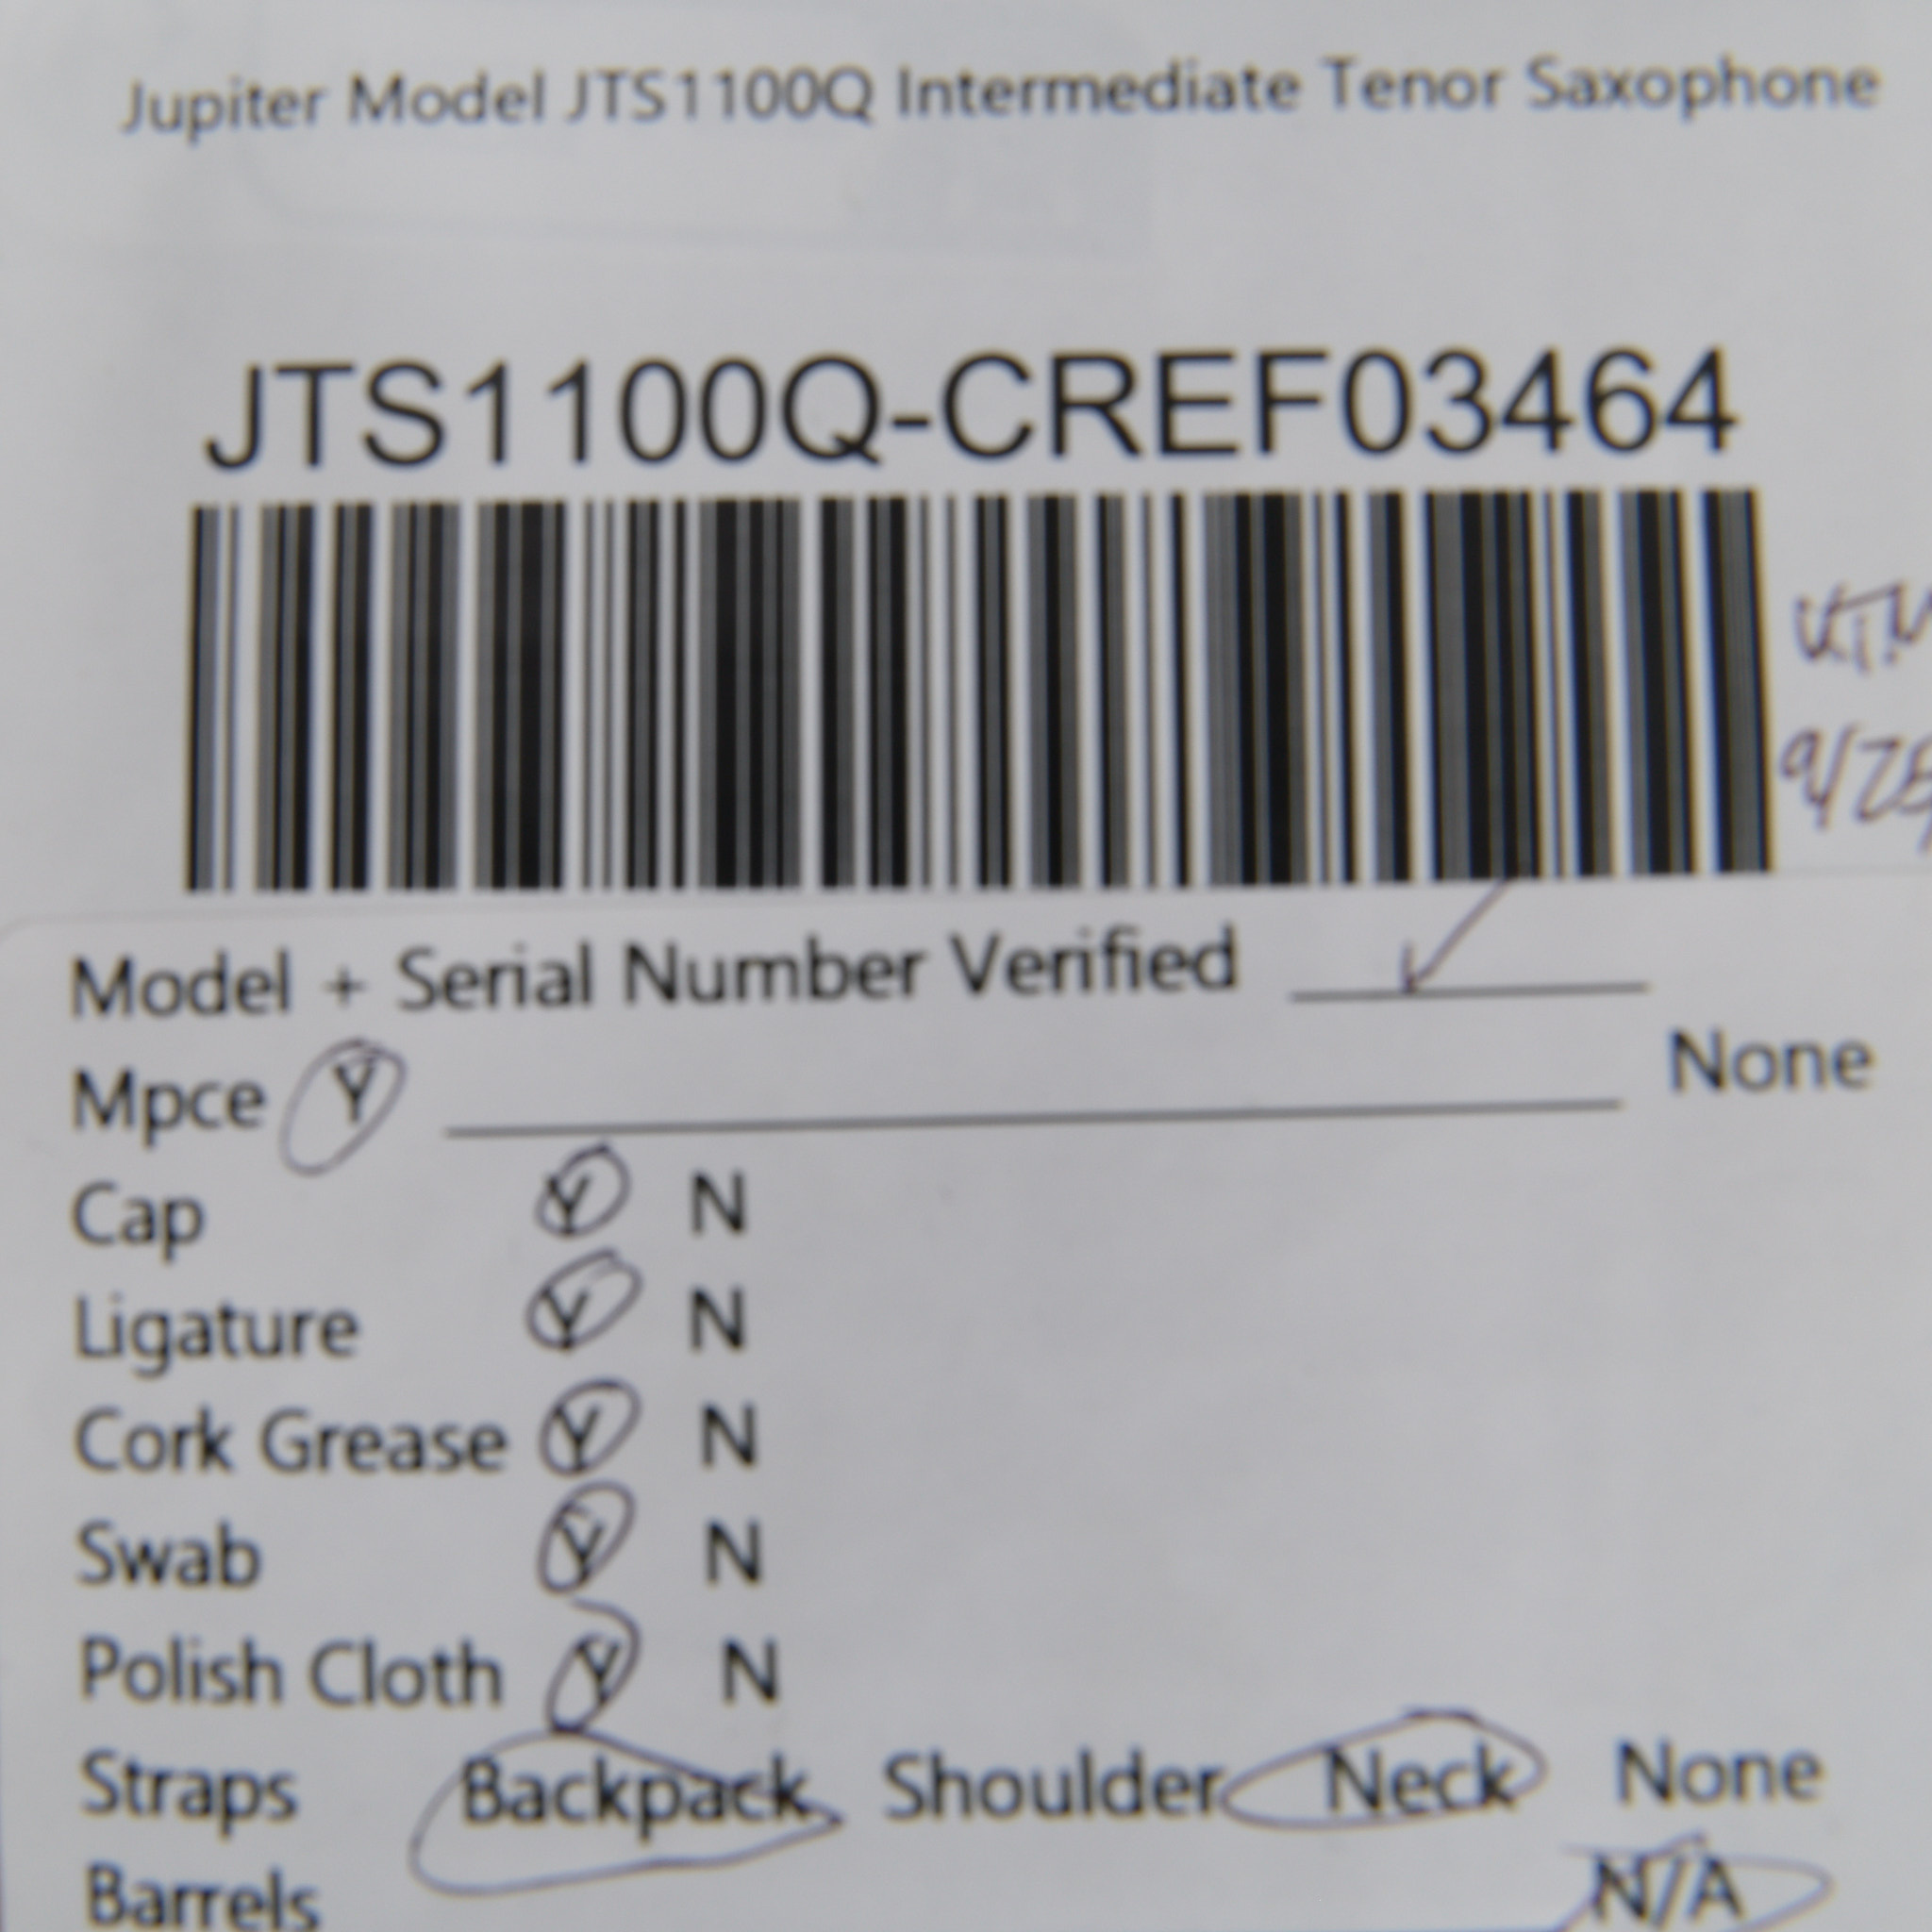 Jupiter Model JTS1100Q Intermediate Tenor Saxophone
JTS1100Q-CREF03464
Model + Serial Number Verified
Mpce Y None
Cap Y N
Ligature Y N
Cork Grease Y N
Swab Y N
Polish Cloth Y N
Straps Backpack Shoulder Neck None
Barrels N/A